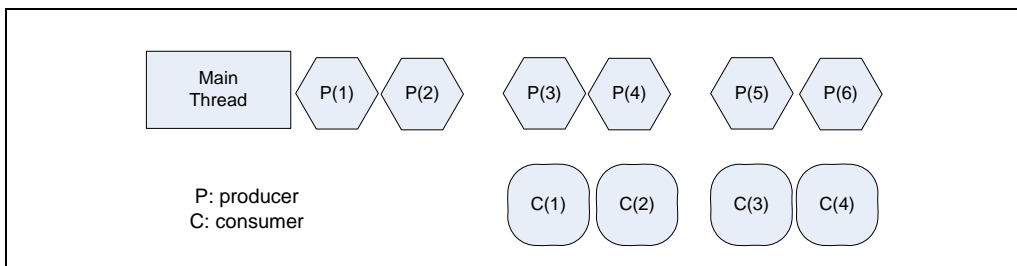 Main
Thread
P(1)
P(2)
P(3)
P(4)
P(5)
P(6)
P: producer
C: consumer
C(1)
C(2)
C(3)
C(4)